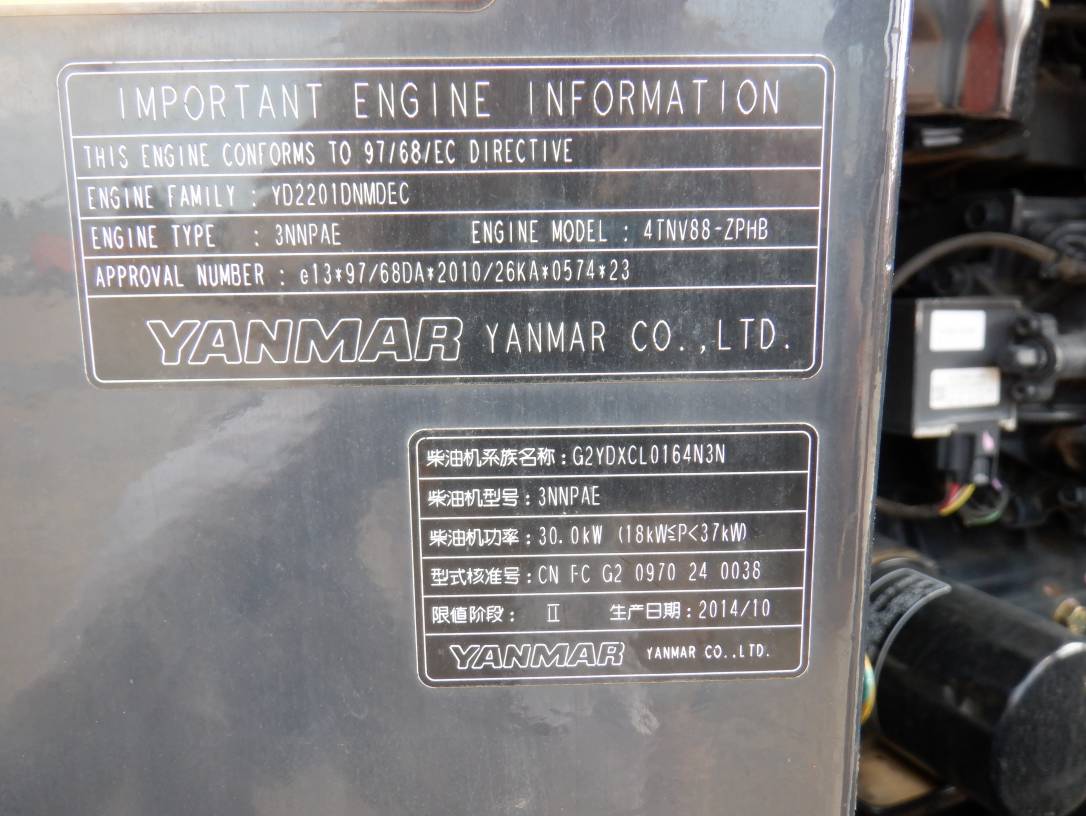 IMPORTANT ENGINE INFORMATION
THIS ENGINE CONFORMS TO 97/68/EC DIRECTIVE
ENGINE FAMILY : YD2201DNMDEC
ENGINE TYPE : 3NNPAE ENGINE MODEL : 4TNV88-ZPHB
APPROVAL NUMBER : e13*97/68DA*2010/26KA*0574*23
YANMAR YANMAR CO.,LTD.
柴油机系族名称:G2YDXCL0164N3N
柴油机型号:3NNPAE
柴油机功率:30.0kW (18kW≦P<37kW)
型式核准号:CN FC G2 0970 24 0038
限值阶段: Ⅱ 生产日期:2014/10
YANMAR YANMAR CO.,LTD.